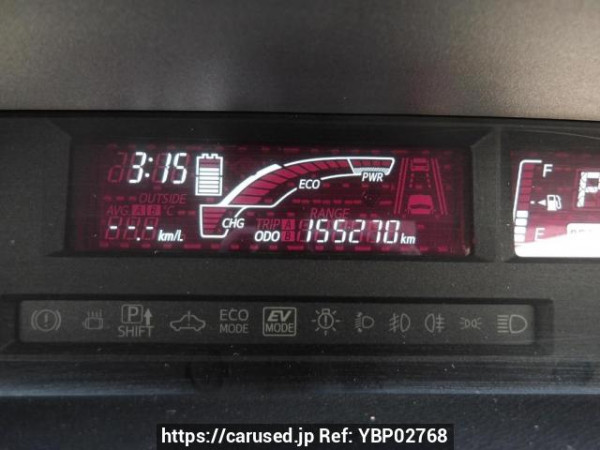 3:15
ECO
PWR
OUTSIDE
AVG. A B °C
CHG
RANGE
TRIP A B
--.- km/L
ODO 155270 km
F
E
P
P SHIFT
ECO MODE
EV MODE
https://carused.jp Ref: YBP02768